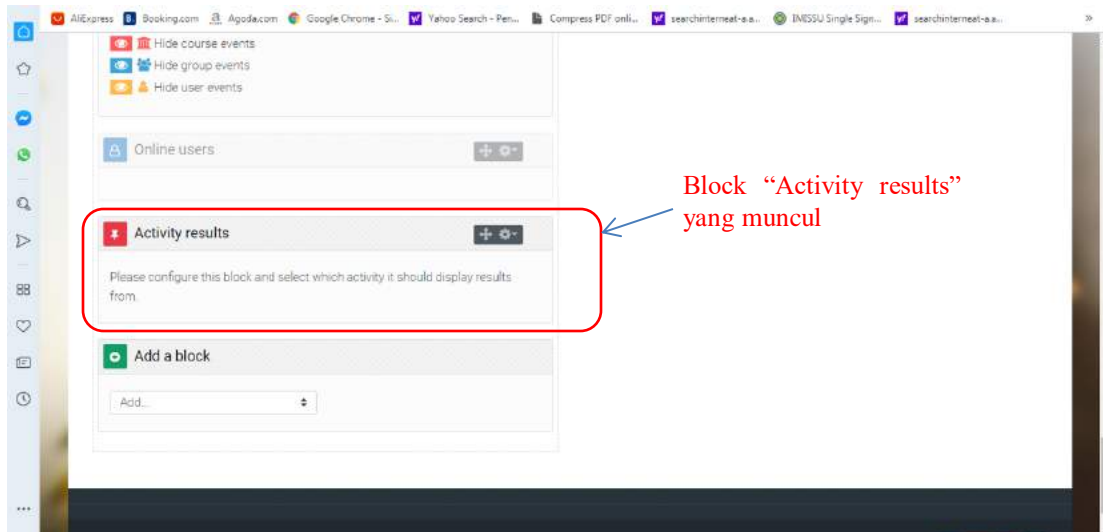 AliExpress Booking.com Agoda.com Google Chrome - Si... Yahoo Search - Pen... Compress PDF onli... searchinterneat-a.a... IMISSU Single Sign... searchinterneat-a.a... »
Hide course events
Hide group events
Hide user events
Online users
Block “Activity results”
yang muncul
Activity results
Please configure this block and select which activity it should display results
from.
Add a block
Add...